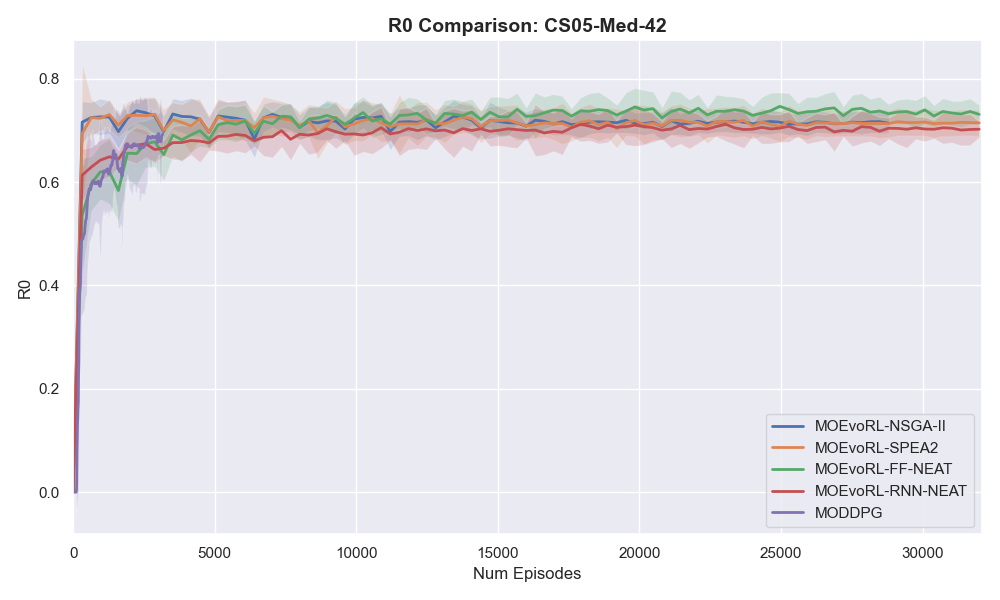 R0 Comparison: CS05-Med-42
0.8
0.6
0.4
0.2
0.0
R0
0
5000
10000
15000
20000
25000
30000
Num Episodes
MOEvoRL-NSGA-II
MOEvoRL-SPEA2
MOEvoRL-FF-NEAT
MOEvoRL-RNN-NEAT
MODDPG